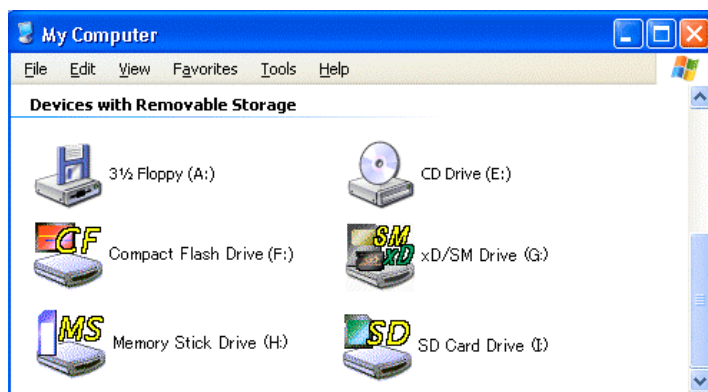 My Computer
File Edit View Favorites Tools Help
Devices with Removable Storage
3½ Floppy (A:)
CD Drive (E:)
CF
Compact Flash Drive (F:)
SM
xD
xD/SM Drive (G:)
MS
Memory Stick Drive (H:)
SD
SD Card Drive (I:)